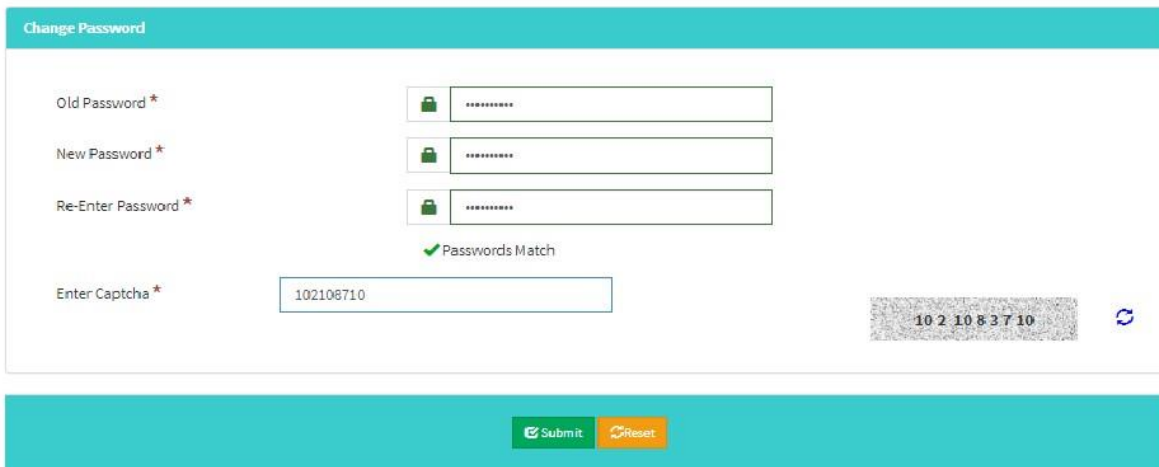 Change Password
Old Password *
••••••••••
New Password *
••••••••••
Re-Enter Password *
••••••••••
Passwords Match
Enter Captcha *
102108710
10 2 10 8 3 7 10
Submit
Reset